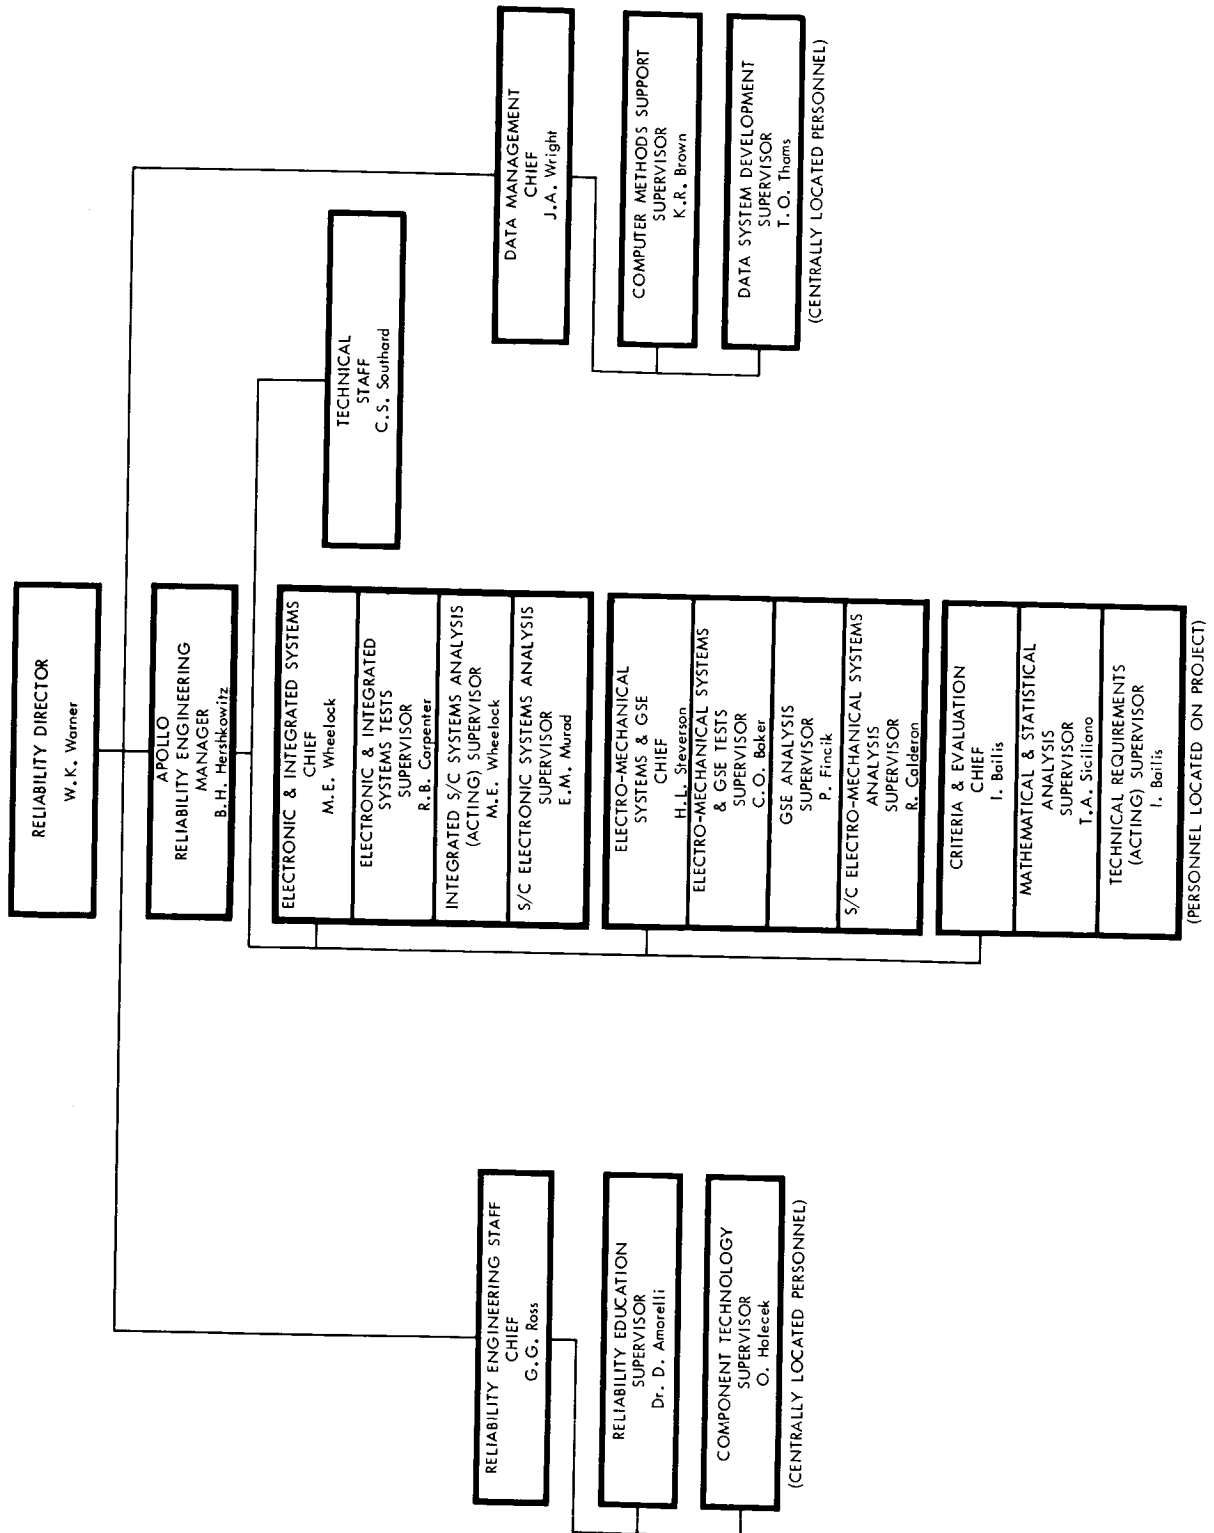 RELIABILITY DIRECTOR
W.K. Warner
APOLLO
RELIABILITY ENGINEERING
MANAGER
B.H. Hershkowitz
TECHNICAL
STAFF
C.S. Southard
RELIABILITY ENGINEERING STAFF
CHIEF
G.G. Ross
RELIABILITY EDUCATION
SUPERVISOR
Dr. D. Amorelli
COMPONENT TECHNOLOGY
SUPERVISOR
O. Holecek
(CENTRALLY LOCATED PERSONNEL)
ELECTRONIC & INTEGRATED SYSTEMS
CHIEF
M.E. Wheelock
ELECTRONIC & INTEGRATED
SYSTEMS TESTS
SUPERVISOR
R.B. Carpenter
INTEGRATED S/C SYSTEMS ANALYSIS
(ACTING) SUPERVISOR
M.E. Wheelock
S/C ELECTRONIC SYSTEMS ANALYSIS
SUPERVISOR
E.M. Murad
ELECTRO-MECHANICAL
SYSTEMS & GSE
CHIEF
H.L. Steverson
ELECTRO-MECHANICAL SYSTEMS
& GSE TESTS
SUPERVISOR
C.O. Baker
GSE ANALYSIS
SUPERVISOR
P. Fincik
S/C ELECTRO-MECHANICAL SYSTEMS
ANALYSIS
SUPERVISOR
R. Calderon
CRITERIA & EVALUATION
CHIEF
I. Bailis
MATHEMATICAL & STATISTICAL
ANALYSIS
SUPERVISOR
T.A. Siciliano
TECHNICAL REQUIREMENTS
(ACTING) SUPERVISOR
I. Bailis
(PERSONNEL LOCATED ON PROJECT)
DATA MANAGEMENT
CHIEF
J.A. Wright
COMPUTER METHODS SUPPORT
SUPERVISOR
K.R. Brown
DATA SYSTEM DEVELOPMENT
SUPERVISOR
T.O. Thams
(CENTRALLY LOCATED PERSONNEL)